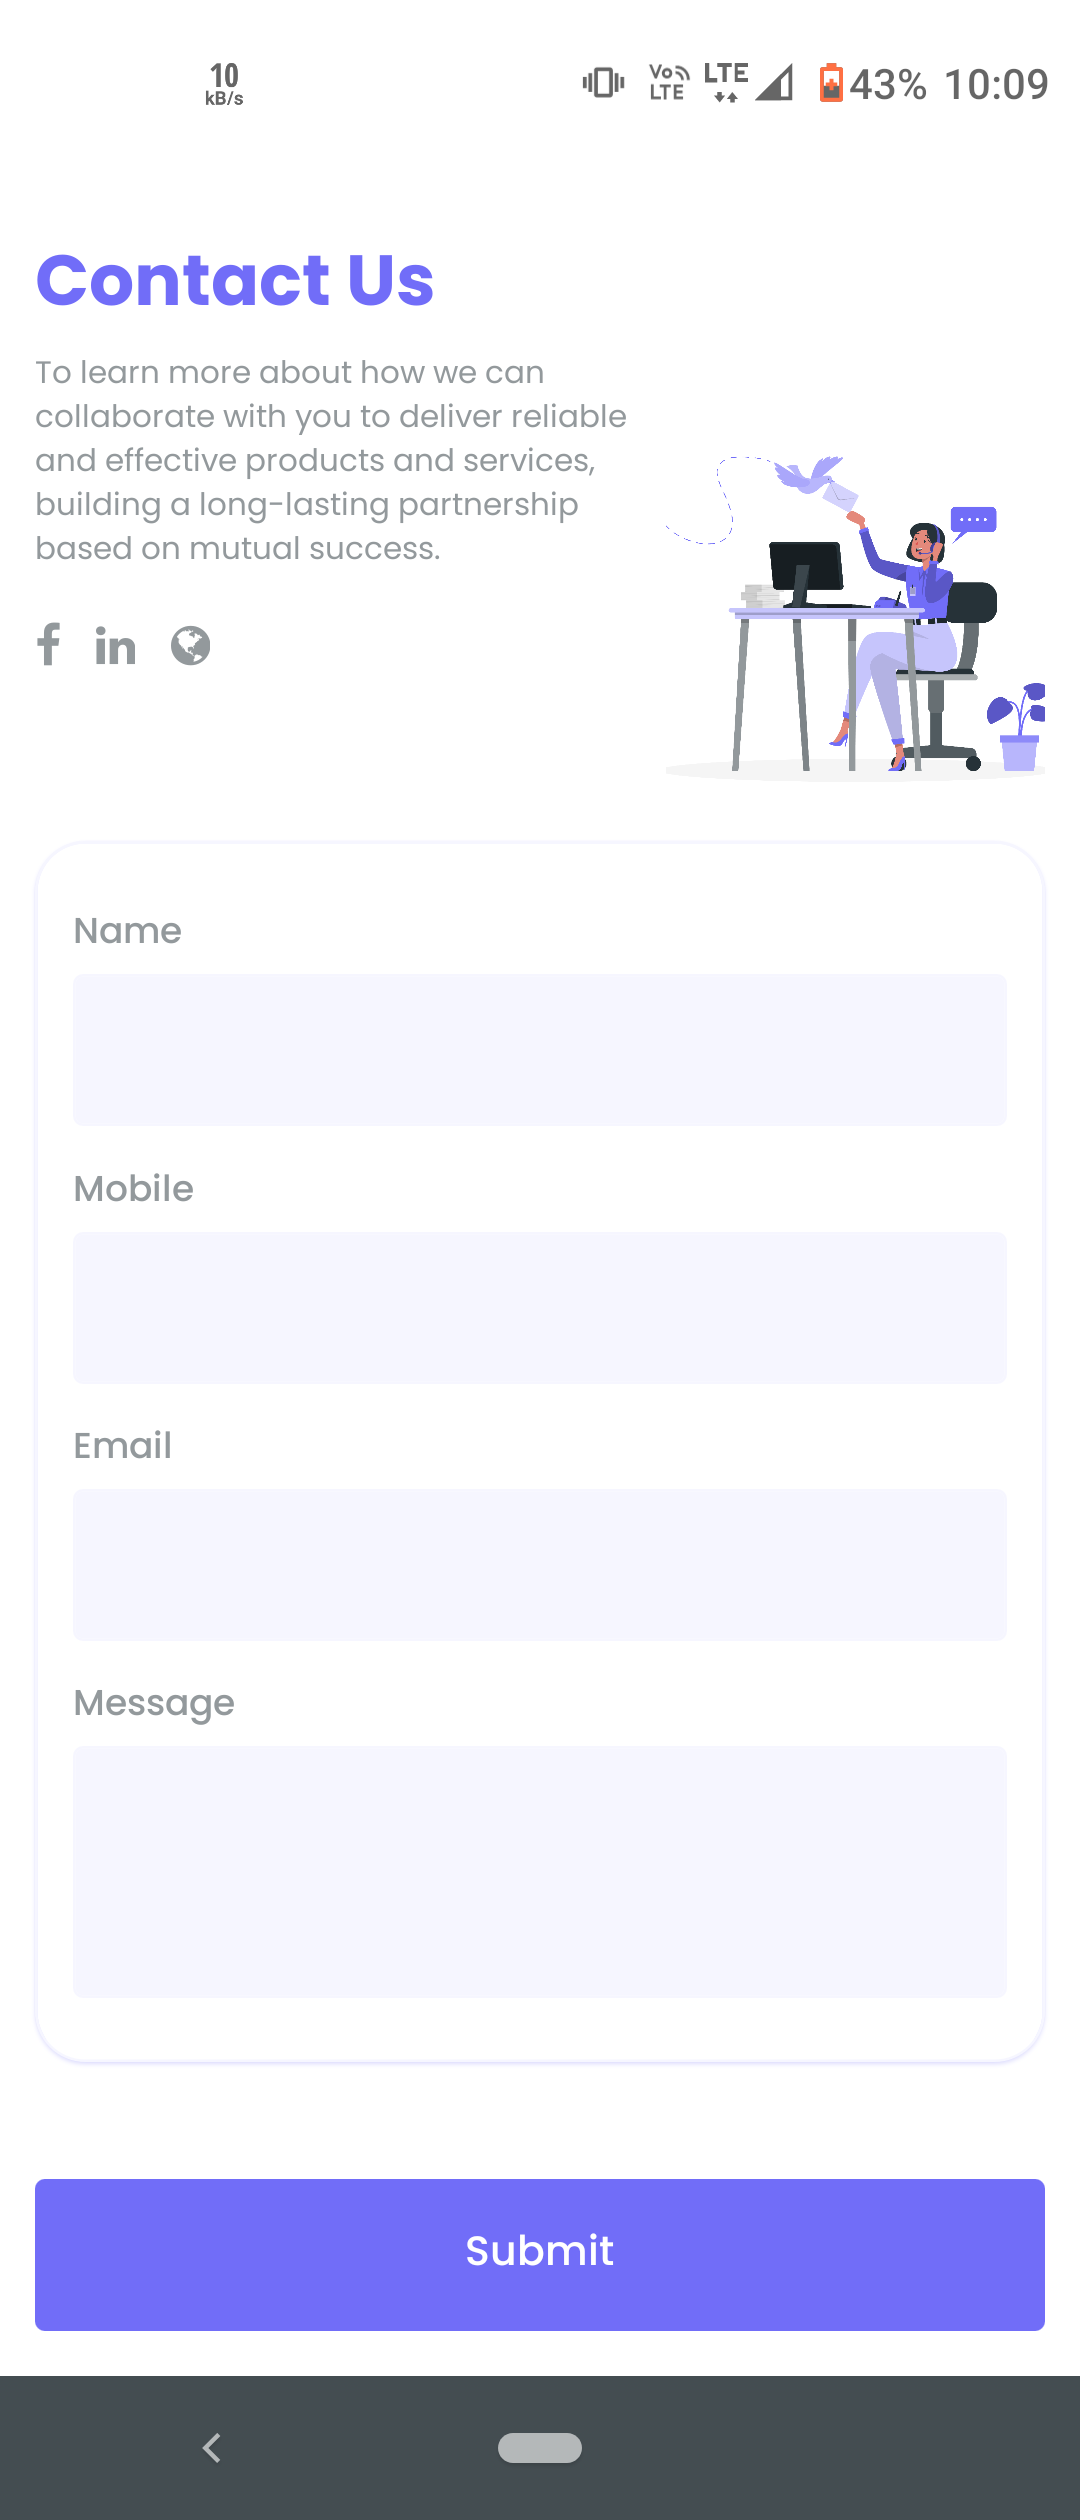 10
kB/s
Vo
LTE
LTE
43% 10:09
Contact Us
To learn more about how we can
collaborate with you to deliver reliable
and effective products and services,
building a long-lasting partnership
based on mutual success.
f in
Name
Mobile
Email
Message
Submit